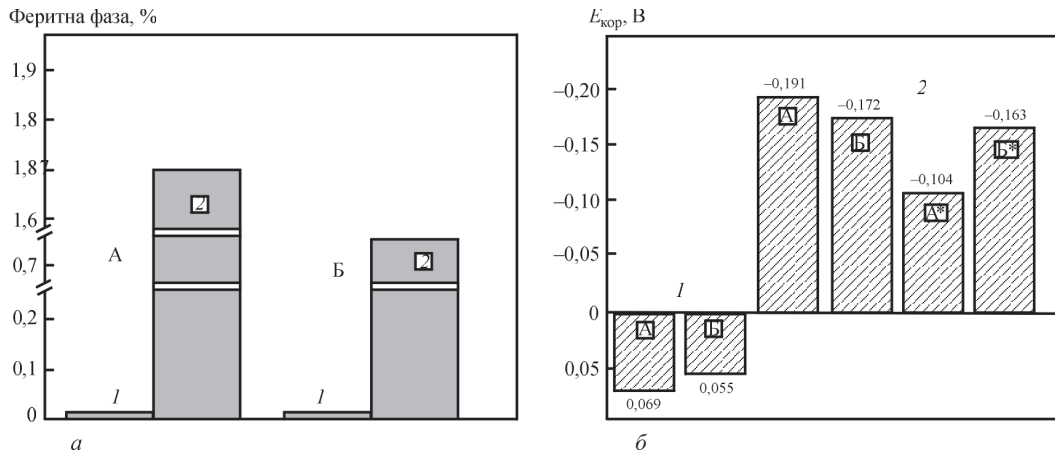 Феритна фаза, %
1,9
1,8
1,87
1,6
0,7
0,2
0,1
0
А
Б
1
2
1
2
а
Eкор, В
–0,20
–0,15
–0,10
–0,05
0
0,05
–0,191
–0,172
2
–0,163
–0,104
А
Б
А*
Б*
1
А
Б
0,069
0,055
б